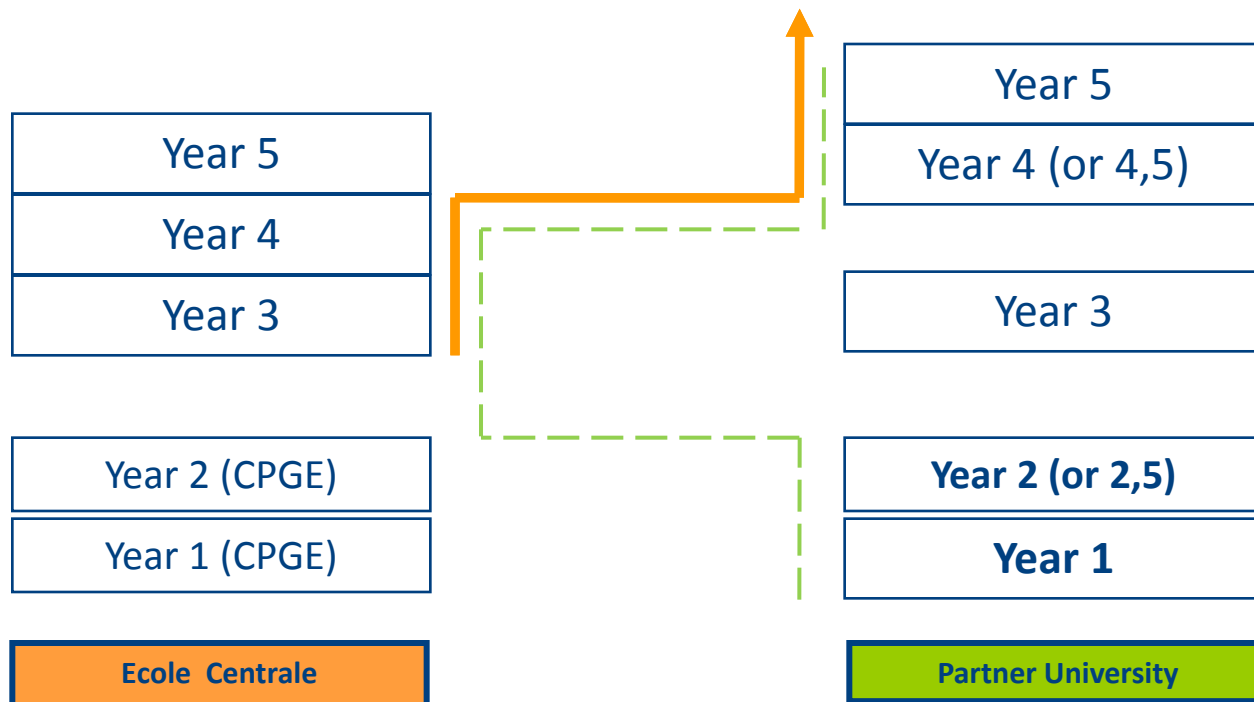 Year 5
Year 4
Year 3
Year 2 (CPGE)
Year 1 (CPGE)
Ecole Centrale
Year 5
Year 4 (or 4,5)
Year 3
Year 2 (or 2,5)
Year 1
Partner University